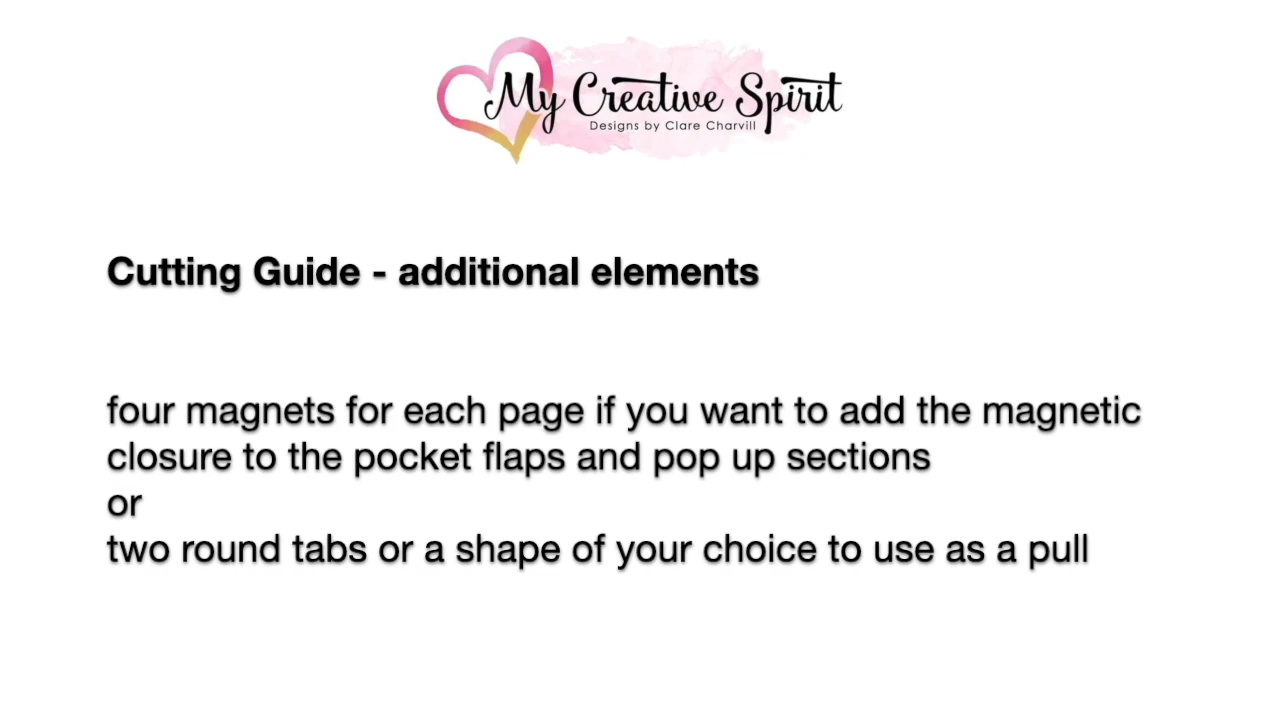 My Creative Spirit
Designs by Clare Charvill
Cutting Guide - additional elements
four magnets for each page if you want to add the magnetic
closure to the pocket flaps and pop up sections
or
two round tabs or a shape of your choice to use as a pull